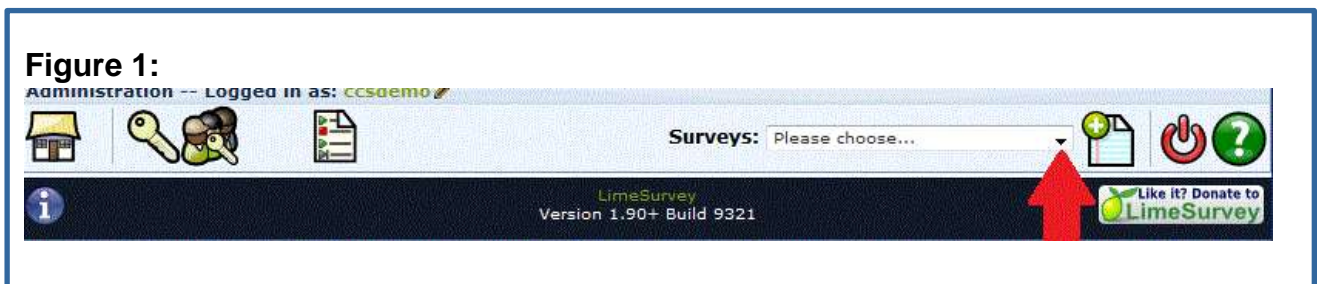 Figure 1:
Administration -- Logged in as: ccsdemo
Surveys: Please choose...
?
i
LimeSurvey
Version 1.90+ Build 9321
Like it? Donate to
LimeSurvey